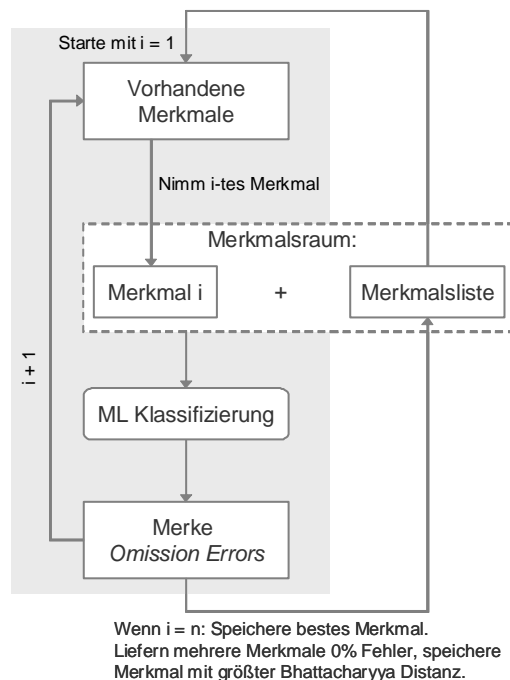 Starte mit i = 1
Vorhandene
Merkmale
Nimm i-tes Merkmal
Merkmalsraum:
Merkmal i
+
Merkmalsliste
i + 1
ML Klassifizierung
Merke
Omission Errors
Wenn i = n: Speichere bestes Merkmal.
Liefern mehrere Merkmale 0% Fehler, speichere
Merkmal mit größter Bhattacharyya Distanz.